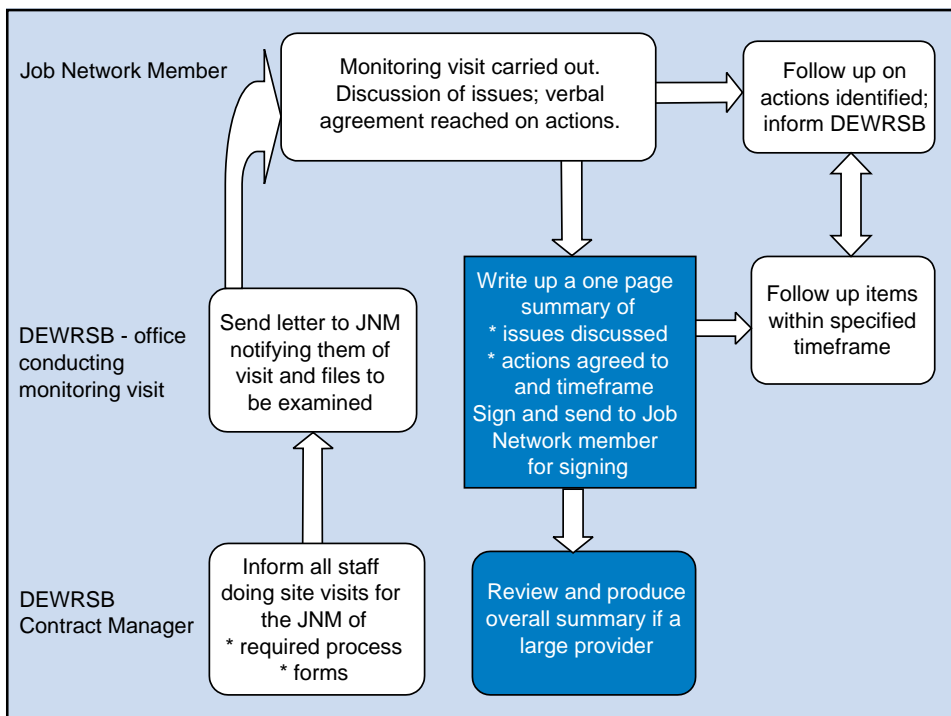 Job Network Member
Monitoring visit carried out.
Discussion of issues; verbal
agreement reached on actions.
Follow up on
actions identified;
inform DEWRSB
DEWRSB - office
conducting
monitoring visit
Send letter to JNM
notifying them of
visit and files to
be examined
Write up a one page
summary of
* issues discussed
* actions agreed to
and timeframe
Sign and send to Job
Network member
for signing
Follow up items
within specified
timeframe
DEWRSB
Contract Manager
Inform all staff
doing site visits for
the JNM of
* required process
* forms
Review and produce
overall summary if a
large provider